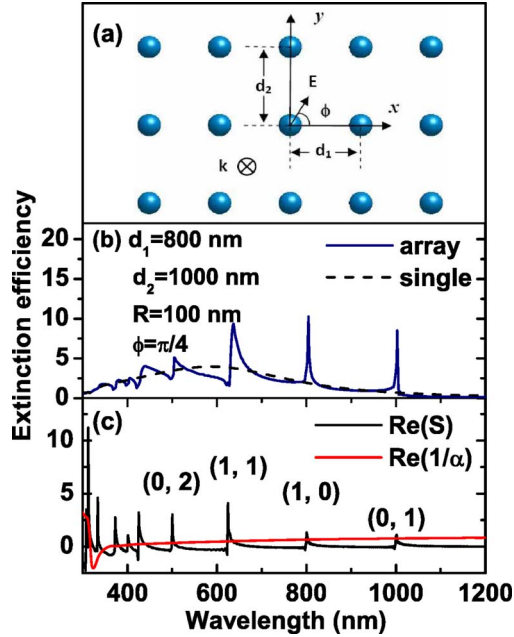 (a)
y
E
ϕ
x
d₂
d₁
k
Extinction efficiency
20
15
10
5
0
(b) d₁=800 nm
d₂=1000 nm
R=100 nm
ϕ=π/4
array
single
(c)
10
5
0
Re(S)
Re(1/α)
(0, 2)
(1, 1)
(1, 0)
(0, 1)
400 600 800 1000 1200
Wavelength (nm)